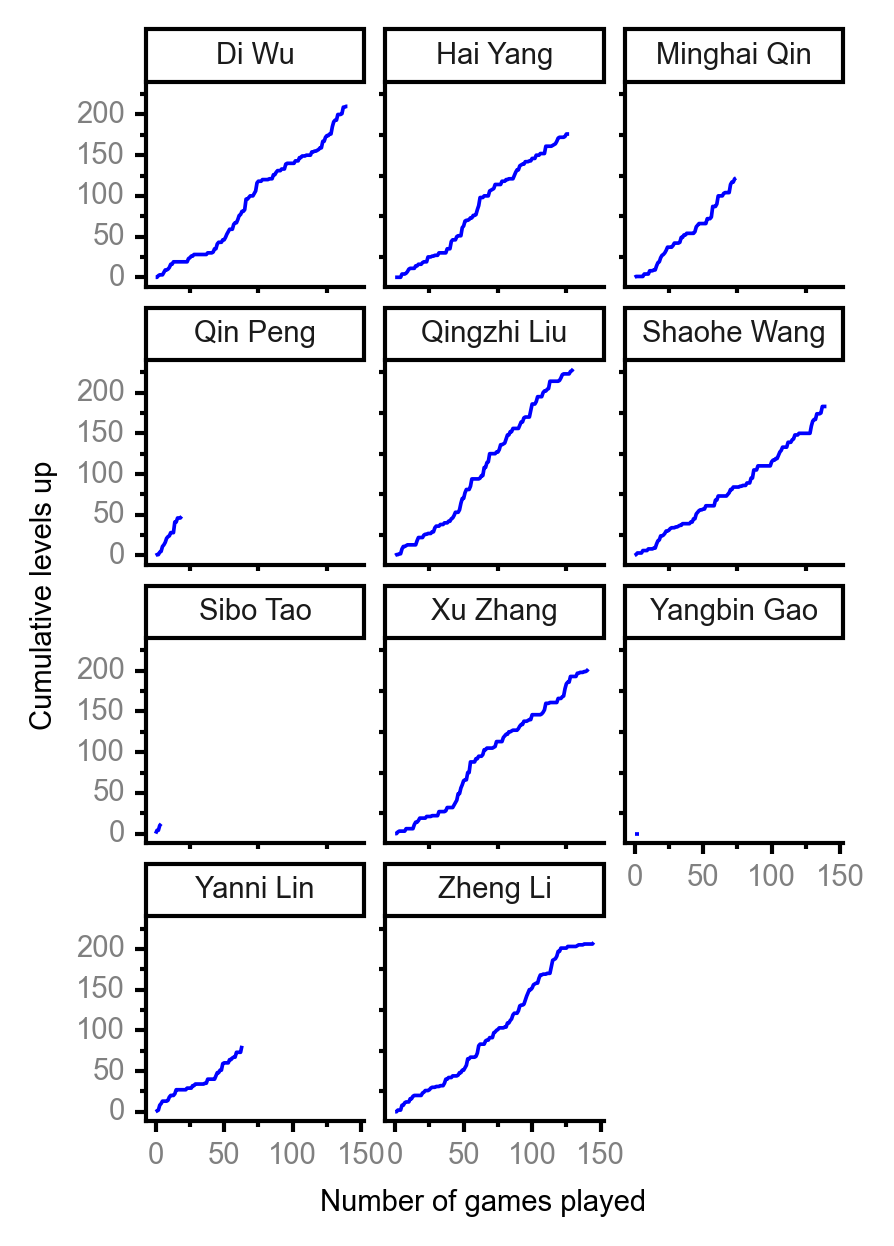 Di Wu
Hai Yang
Minghai Qin
200
150
100
50
0
Qin Peng
Qingzhi Liu
Shaohe Wang
200
150
100
50
0
Cumulative levels up
Sibo Tao
Xu Zhang
Yangbin Gao
200
150
100
50
0
0 50 100 150
Yanni Lin
Zheng Li
200
150
100
50
0
0 50 100 150
0 50 100 150
Number of games played